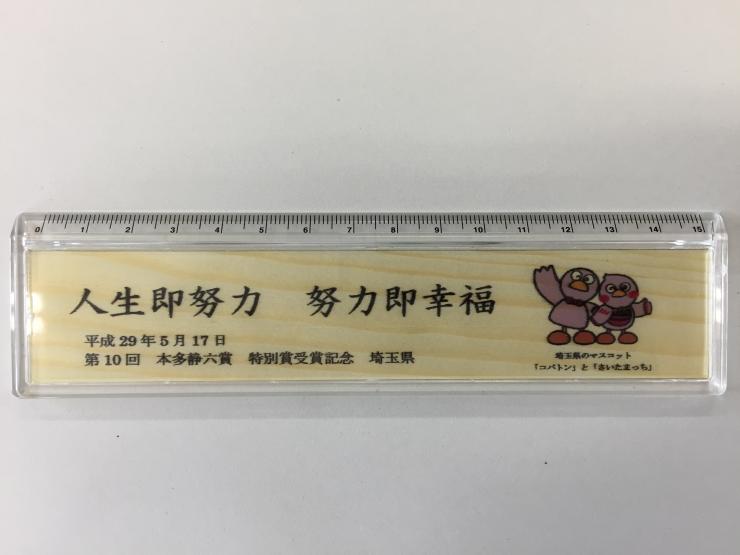 0 1 2 3 4 5 6 7 8 9 10 11 12 13 14 15
人生即努力 努力即幸福
平成29年5月17日
第10回 本多静六賞 特別賞受賞記念 埼玉県
埼玉県のマスコット
「コバトン」と「さいたまっち」